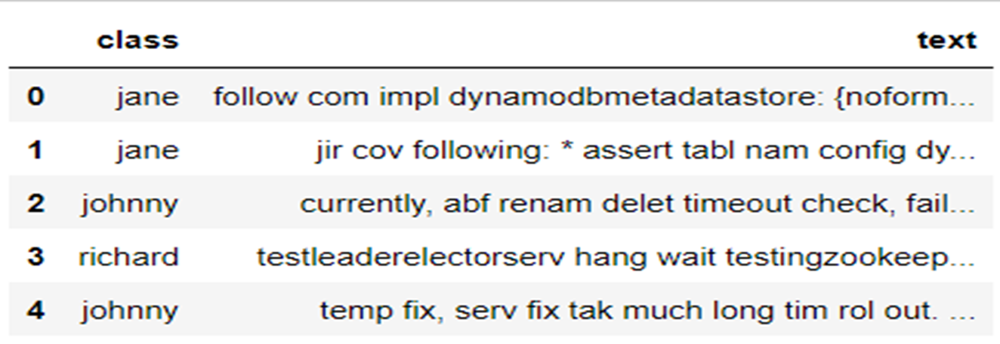 class text
0 jane follow com impl dynamodbmetadatastore: {noform...
1 jane jir cov following: * assert tabl nam config dy...
2 johnny currently, abf renam delet timeout check, fail...
3 richard testleaderelectorserv hang wait testingzookeep...
4 johnny temp fix, serv fix tak much long tim rol out. ...